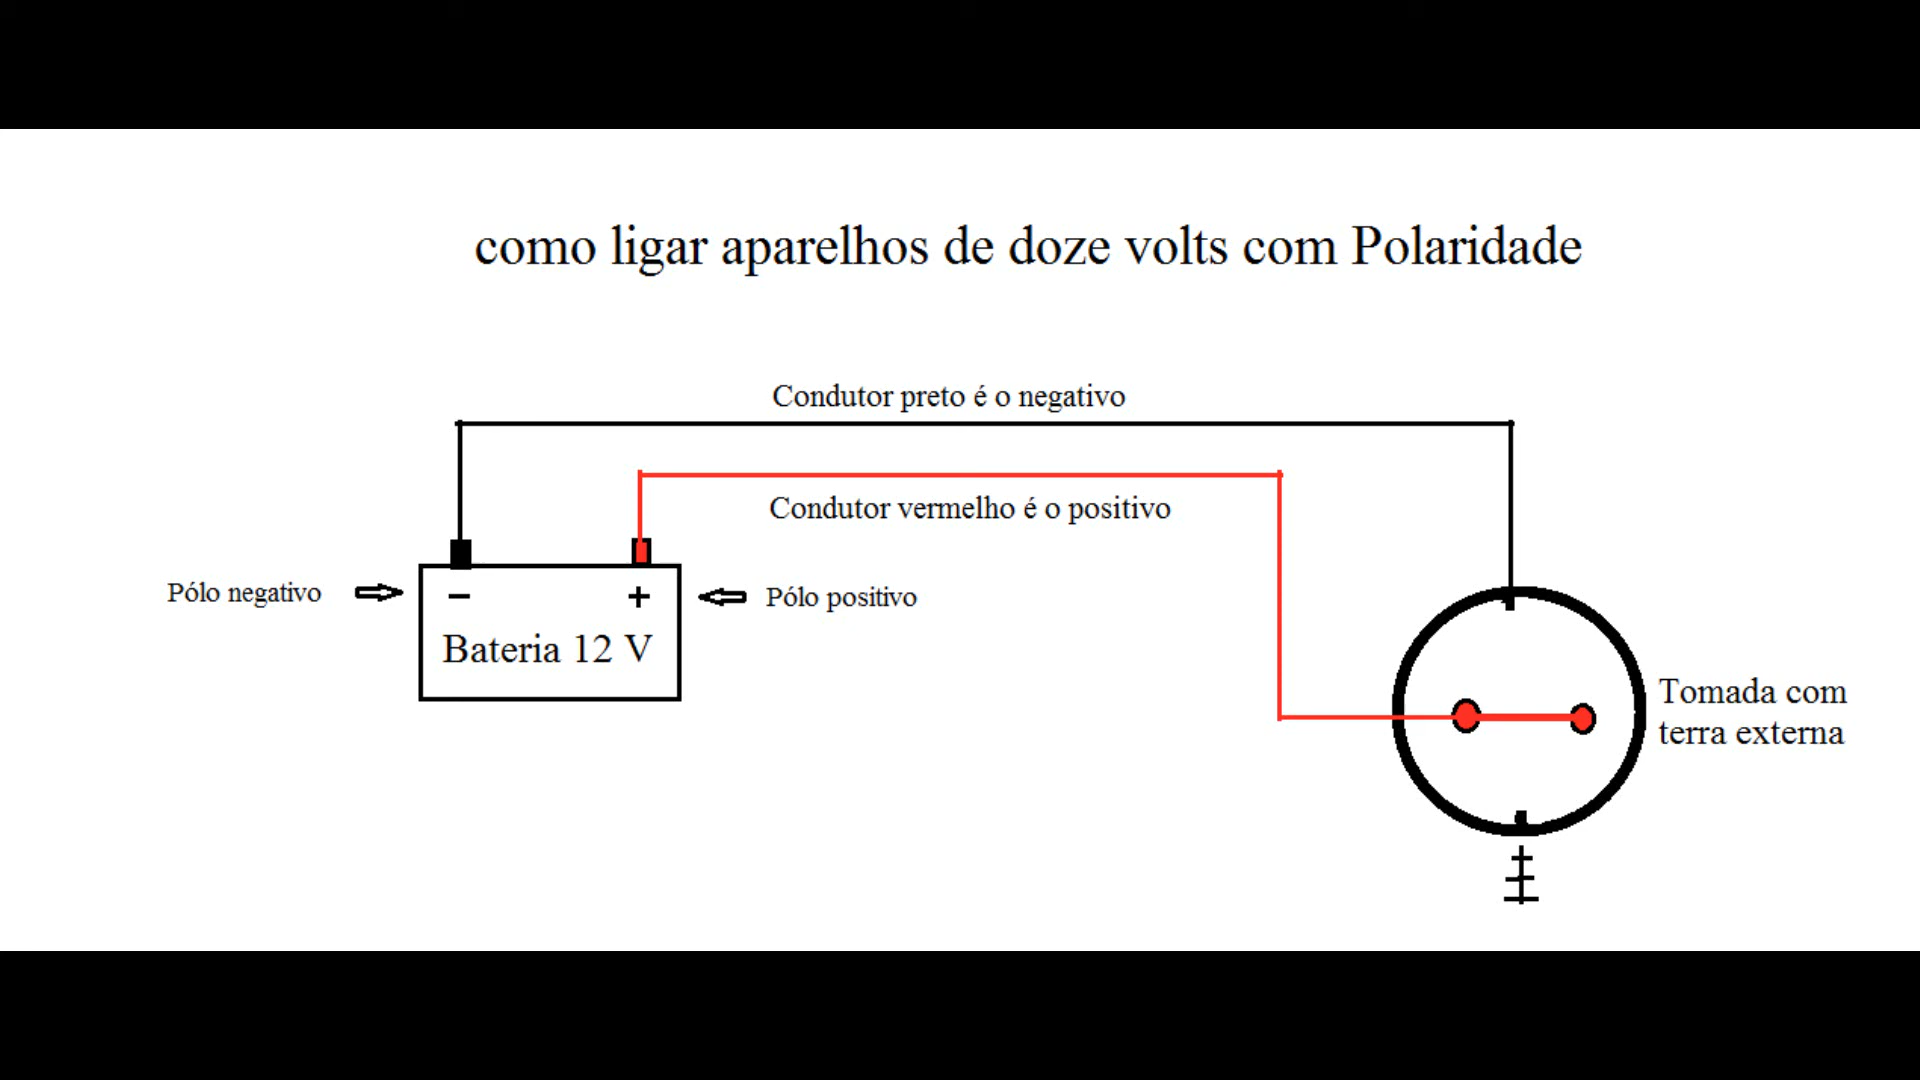 como ligar aparelhos de doze volts com Polaridade
Condutor preto é o negativo
Condutor vermelho é o positivo
Pólo negativo
Pólo positivo
− +
Bateria 12 V
Tomada com
terra externa